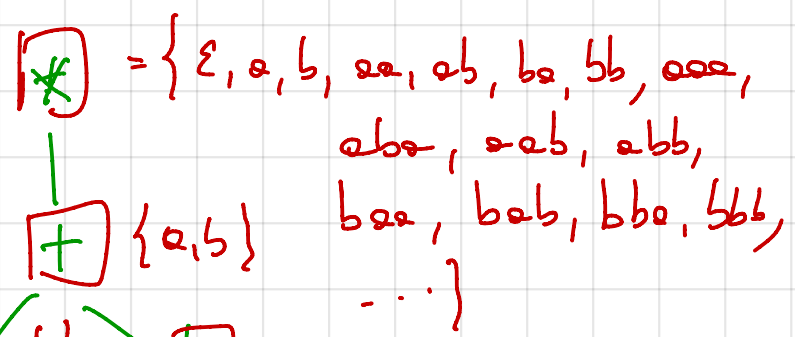 * = { ε, a, b, aa, ab, ba, bb, aaa,
aba, aab, abb,
+ {a,b} baa, bab, bba, bbb,
... }